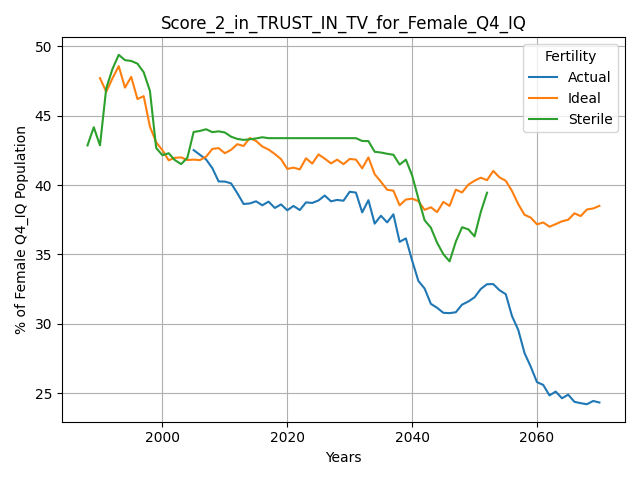 Score_2_in_TRUST_IN_TV_for_Female_Q4_IQ
% of Female Q4_IQ Population
50
45
40
35
30
25
Fertility
Actual
Ideal
Sterile
2000 2020 2040 2060
Years